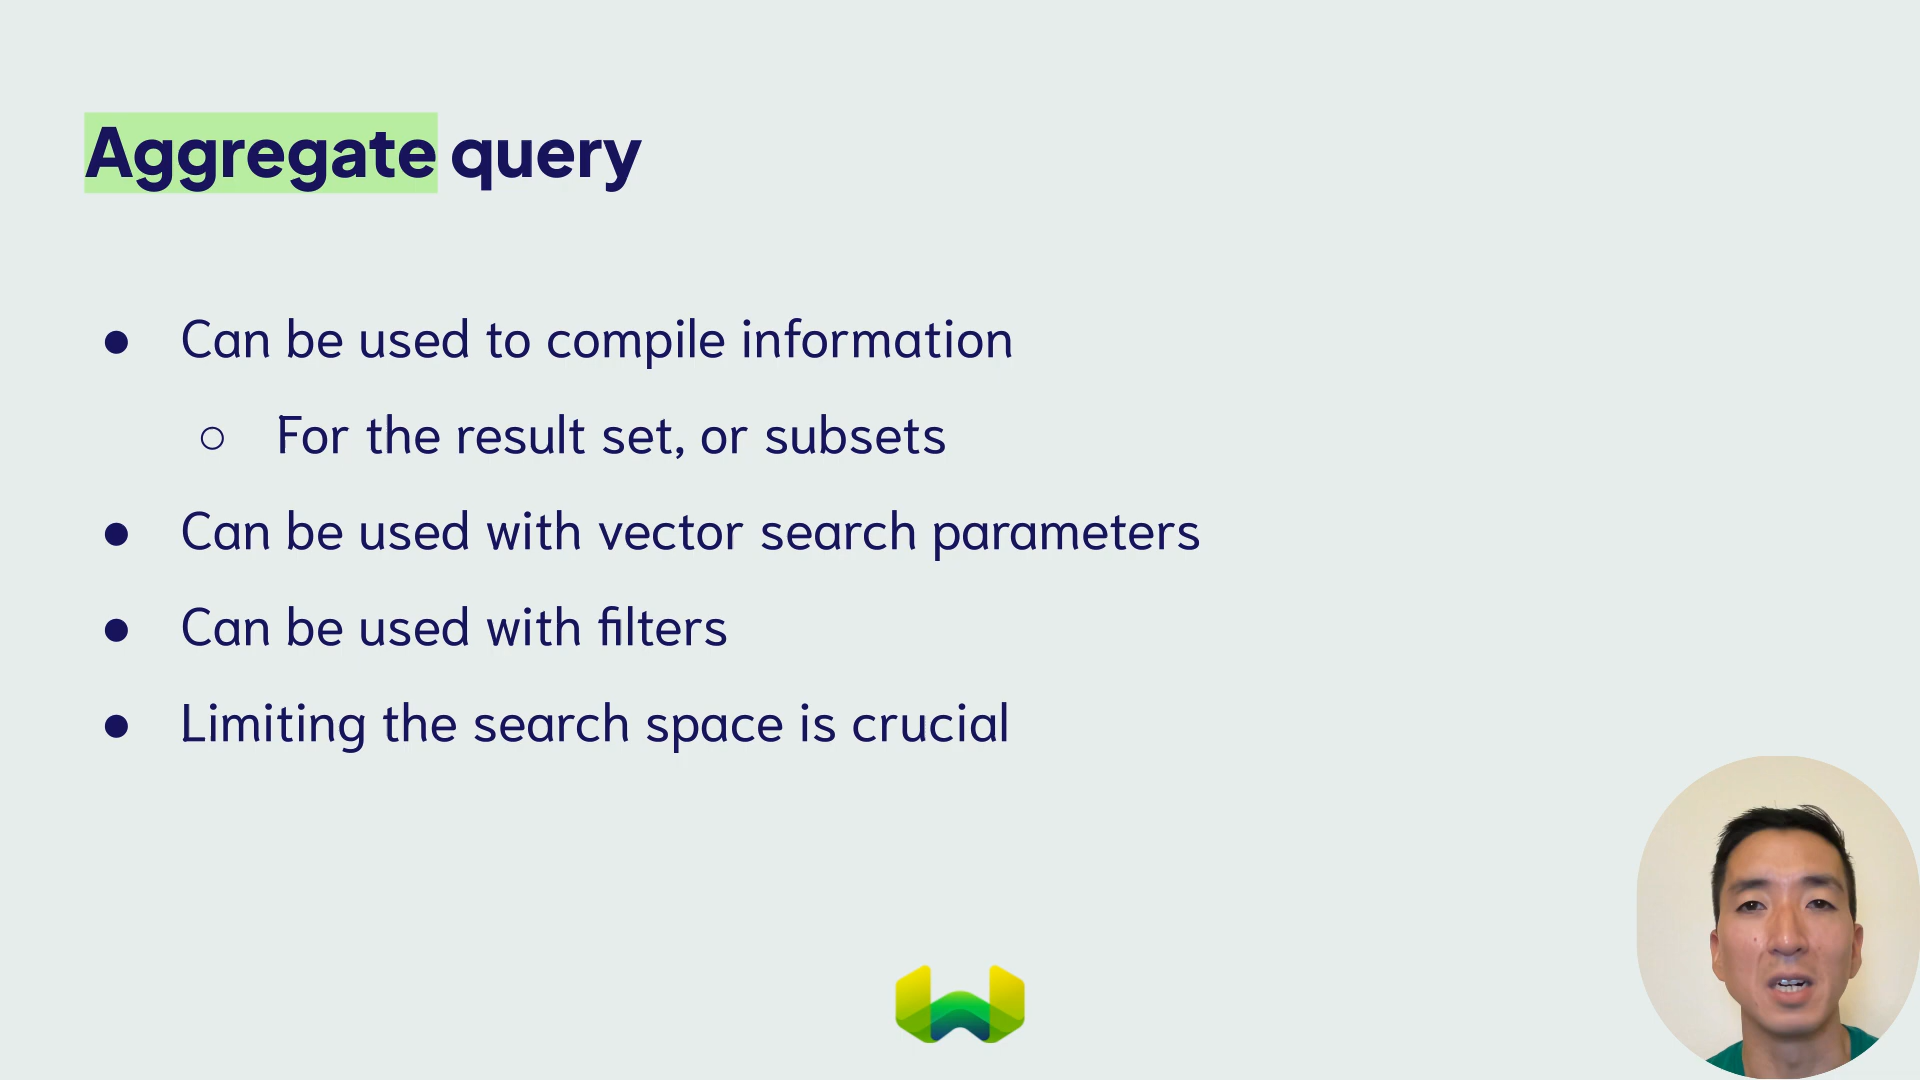 Aggregate query
● Can be used to compile information
○ For the result set, or subsets
● Can be used with vector search parameters
● Can be used with filters
● Limiting the search space is crucial